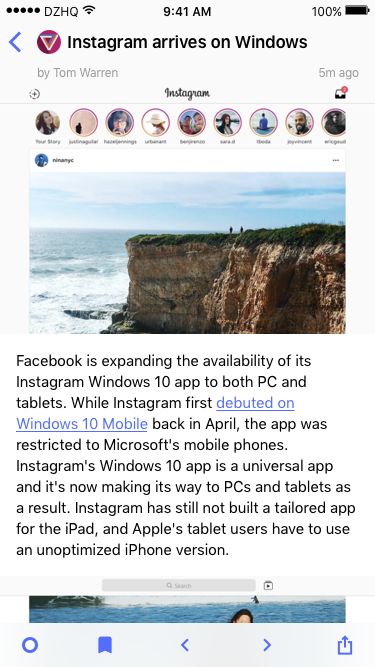 DZHQ 9:41 AM 100%
Instagram arrives on Windows
by Tom Warren 5m ago
Instagram
Your Story justinaguilar hazeljennings urbanant benjirenzo sara.d tboda joyvincent ericgoud
ninanyc
Facebook is expanding the availability of its
Instagram Windows 10 app to both PC and
tablets. While Instagram first debuted on
Windows 10 Mobile back in April, the app was
restricted to Microsoft's mobile phones.
Instagram's Windows 10 app is a universal app
and it's now making its way to PCs and tablets as
a result. Instagram has still not built a tailored app
for the iPad, and Apple's tablet users have to use
an unoptimized iPhone version.
Search